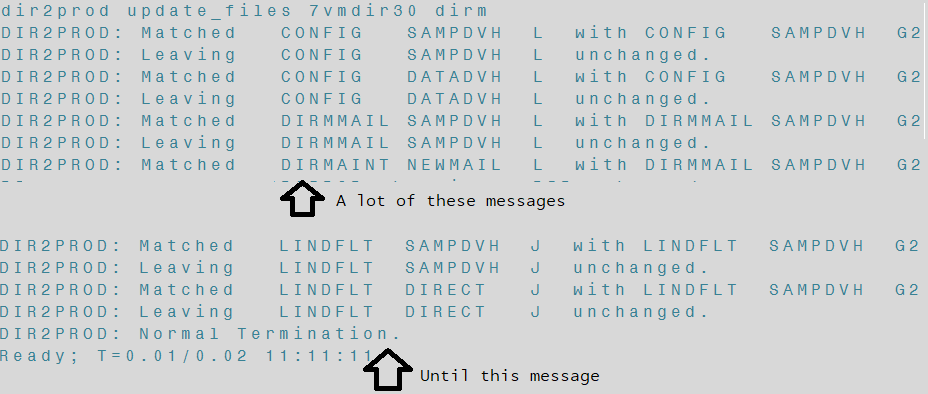 dir2prod update_files 7vmdir30 dirm
DIR2PROD: Matched CONFIG SAMPDVH L with CONFIG SAMPDVH G2
DIR2PROD: Leaving CONFIG SAMPDVH L unchanged.
DIR2PROD: Matched CONFIG DATADVH L with CONFIG SAMPDVH G2
DIR2PROD: Leaving CONFIG DATADVH L unchanged.
DIR2PROD: Matched DIRMMAIL SAMPDVH L with DIRMMAIL SAMPDVH G2
DIR2PROD: Leaving DIRMMAIL SAMPDVH L unchanged.
DIR2PROD: Matched DIRMAINT NEWMAIL L with DIRMMAIL SAMPDVH G2
A lot of these messages
DIR2PROD: Matched LINDFLT SAMPDVH J with LINDFLT SAMPDVH G2
DIR2PROD: Leaving LINDFLT SAMPDVH J unchanged.
DIR2PROD: Matched LINDFLT DIRECT J with LINDFLT SAMPDVH G2
DIR2PROD: Leaving LINDFLT DIRECT J unchanged.
DIR2PROD: Normal Termination.
Ready; T=0.01/0.02 11:11:11
Until this message